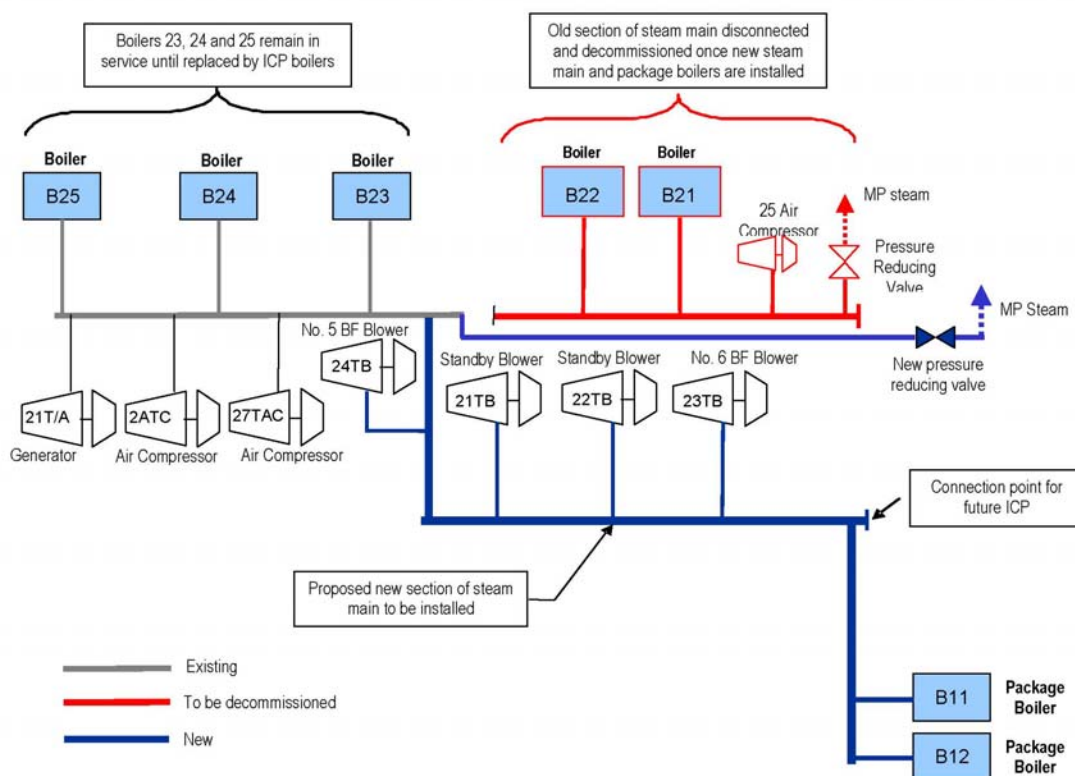 Boilers 23, 24 and 25 remain in
service until replaced by ICP boilers
Old section of steam main disconnected
and decommissioned once new steam
main and package boilers are installed
Boiler
B25
Boiler
B24
Boiler
B23
Boiler
B22
Boiler
B21
25 Air
Compressor
MP steam
Pressure
Reducing
Valve
MP Steam
New pressure
reducing valve
No. 5 BF Blower
24TB
Standby Blower
21TB
Standby Blower
22TB
No. 6 BF Blower
23TB
21T/A
Generator
2ATC
Air Compressor
27TAC
Air Compressor
Connection point for
future ICP
Proposed new section of steam
main to be installed
Existing
To be decommissioned
New
B11
Package
Boiler
B12
Package
Boiler